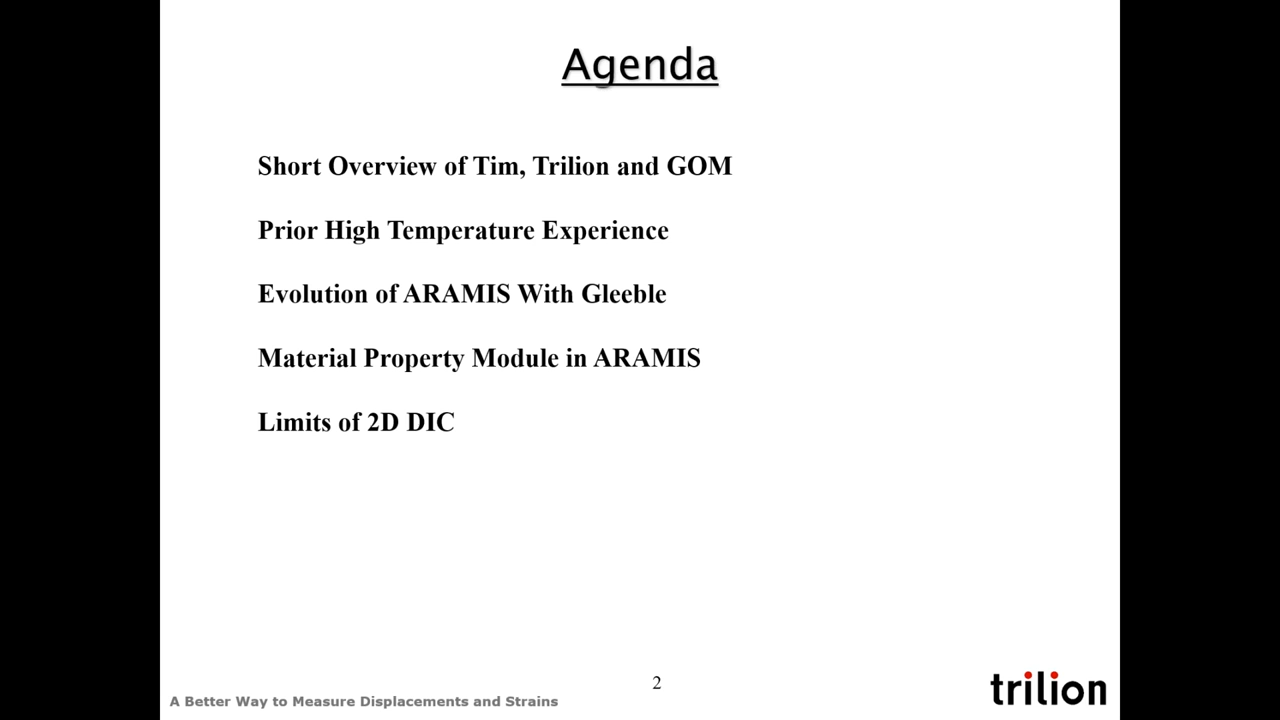 Agenda
Short Overview of Tim, Trilion and GOM
Prior High Temperature Experience
Evolution of ARAMIS With Gleeble
Material Property Module in ARAMIS
Limits of 2D DIC
2
A Better Way to Measure Displacements and Strains
trilion